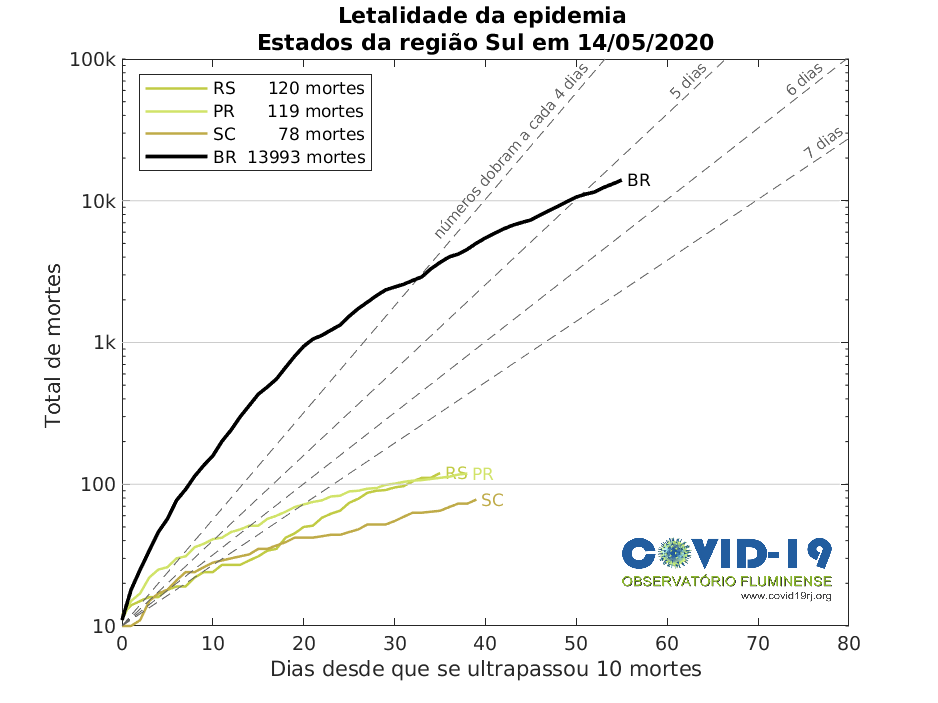 Letalidade da epidemia
Estados da região Sul em 14/05/2020
100k
10k
1k
100
10
Total de mortes
RS 120 mortes
PR 119 mortes
SC 78 mortes
BR 13993 mortes
números dobram a cada 4 dias
5 dias
6 dias
7 dias
BR
RS
PR
SC
COVID-19
OBSERVATÓRIO FLUMINENSE
www.covid19rj.org
0 10 20 30 40 50 60 70 80
Dias desde que se ultrapassou 10 mortes